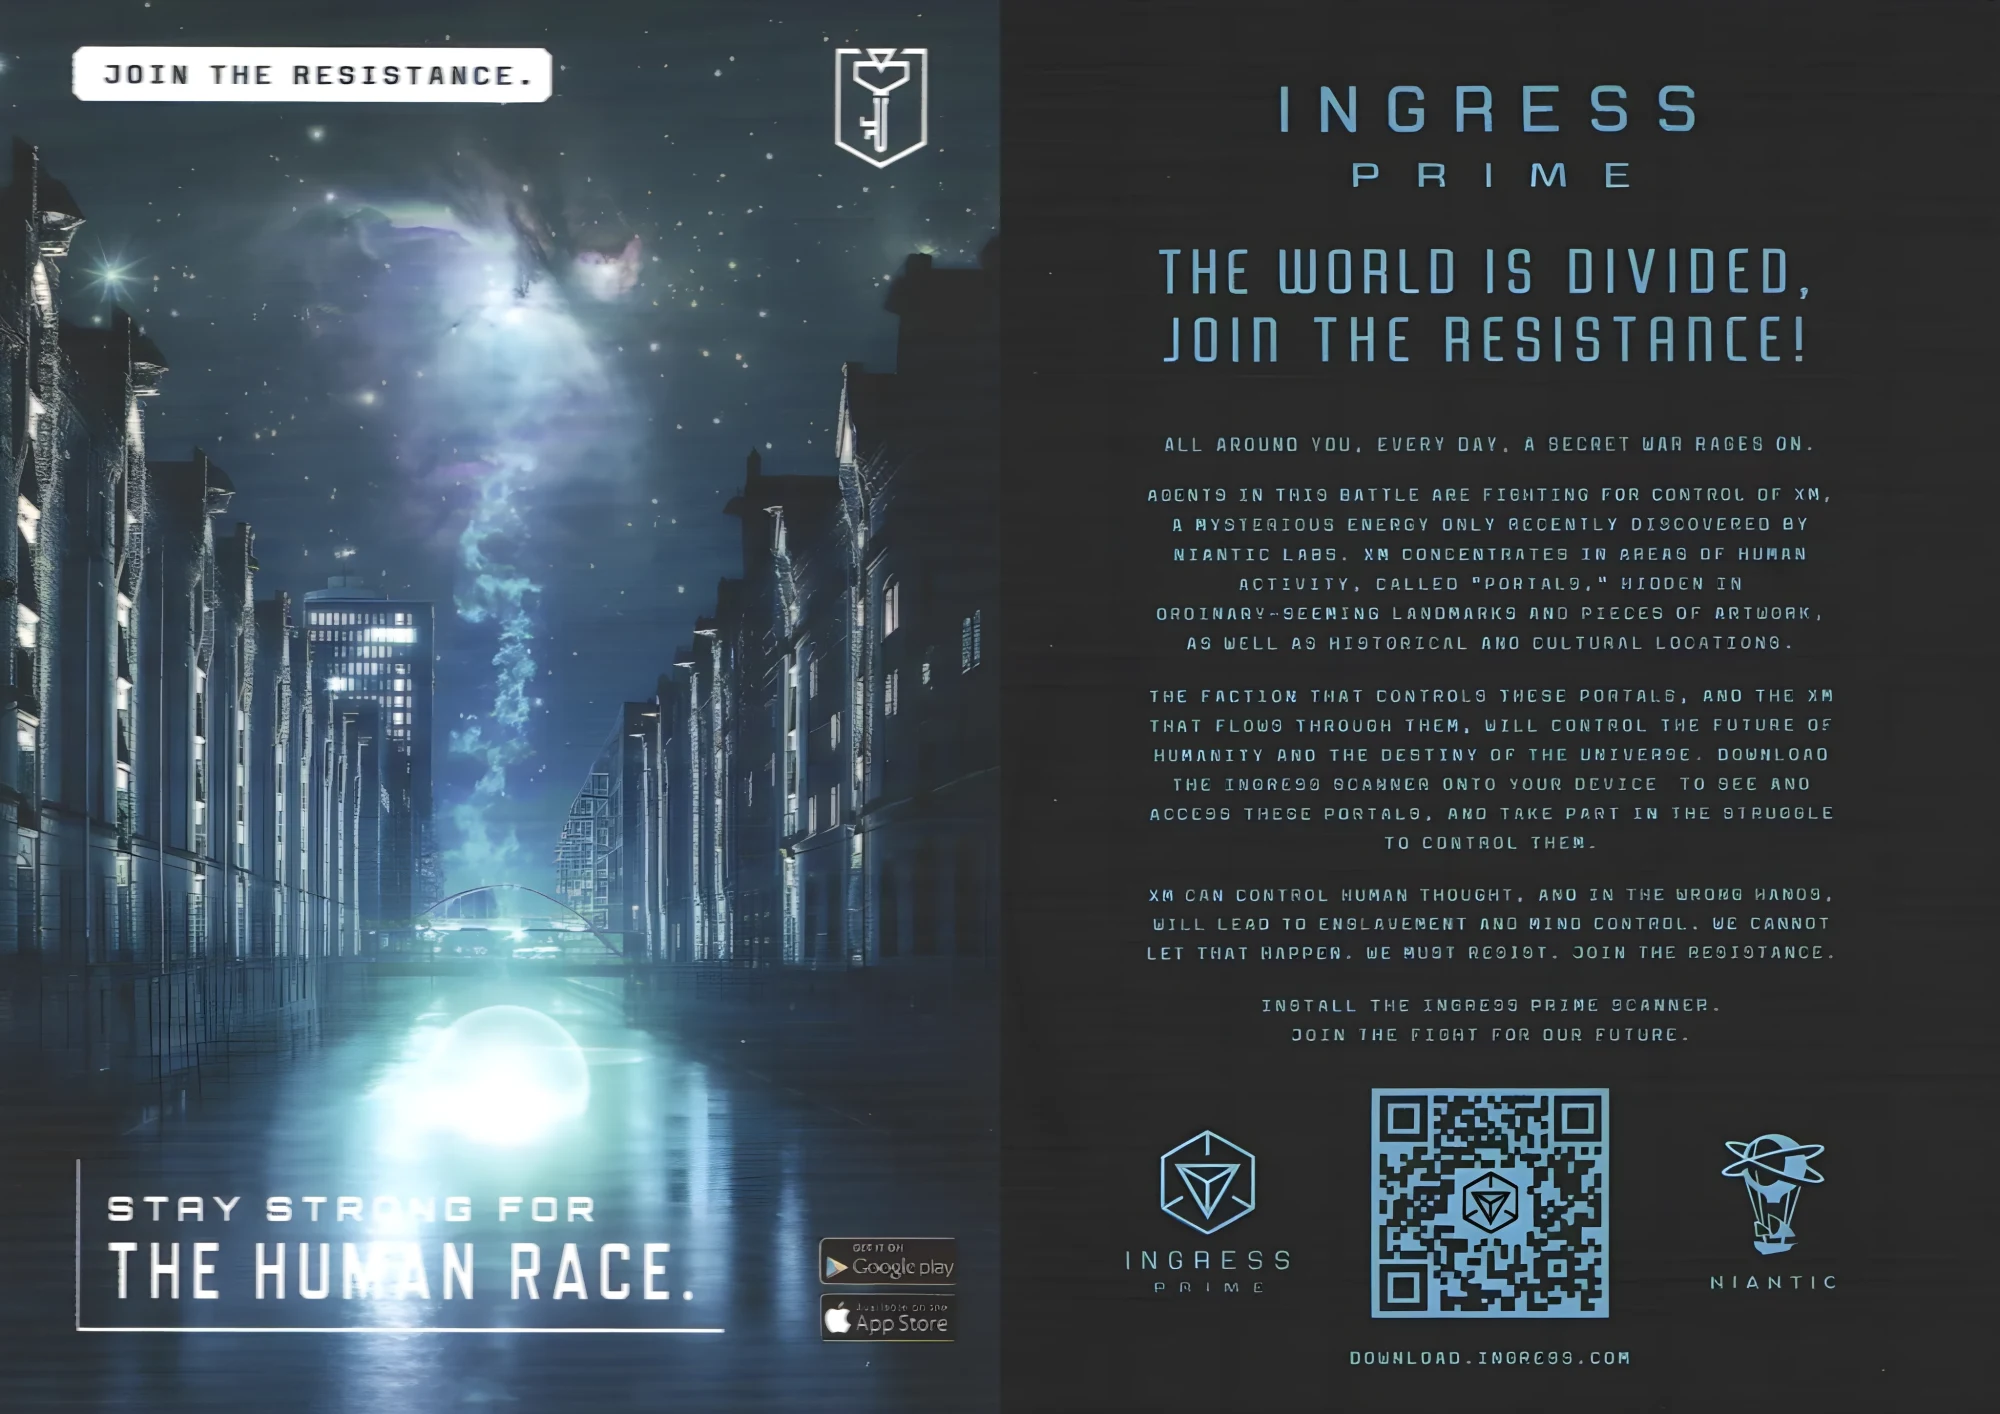 JOIN THE RESISTANCE.
STAY STRONG FOR
THE HUMAN RACE.
GET IT ON
Google play
Available on the
App Store
INGRESS
PRIME
THE WORLD IS DIVIDED,
JOIN THE RESISTANCE!
ALL AROUND YOU, EVERY DAY, A SECRET WAR RAGES ON.
AGENTS IN THIS BATTLE ARE FIGHTING FOR CONTROL OF XM,
A MYSTERIOUS ENERGY ONLY RECENTLY DISCOVERED BY
NIANTIC LABS. XM CONCENTRATES IN AREAS OF HUMAN
ACTIVITY, CALLED "PORTALS," HIDDEN IN
ORDINARY-SEEMING LANDMARKS AND PIECES OF ARTWORK,
AS WELL AS HISTORICAL AND CULTURAL LOCATIONS.
THE FACTION THAT CONTROLS THESE PORTALS, AND THE XM
THAT FLOWS THROUGH THEM, WILL CONTROL THE FUTURE OF
HUMANITY AND THE DESTINY OF THE UNIVERSE. DOWNLOAD
THE INGRESS SCANNER ONTO YOUR DEVICE TO SEE AND
ACCESS THESE PORTALS, AND TAKE PART IN THE STRUGGLE
TO CONTROL THEM.
XM CAN CONTROL HUMAN THOUGHT, AND IN THE WRONG HANDS,
WILL LEAD TO ENSLAVEMENT AND MIND CONTROL. WE CANNOT
LET THAT HAPPEN. WE MUST RESIST. JOIN THE RESISTANCE.
INSTALL THE INGRESS PRIME SCANNER.
JOIN THE FIGHT FOR OUR FUTURE.
INGRESS
PRIME
NIANTIC
DOWNLOAD.INGRESS.COM